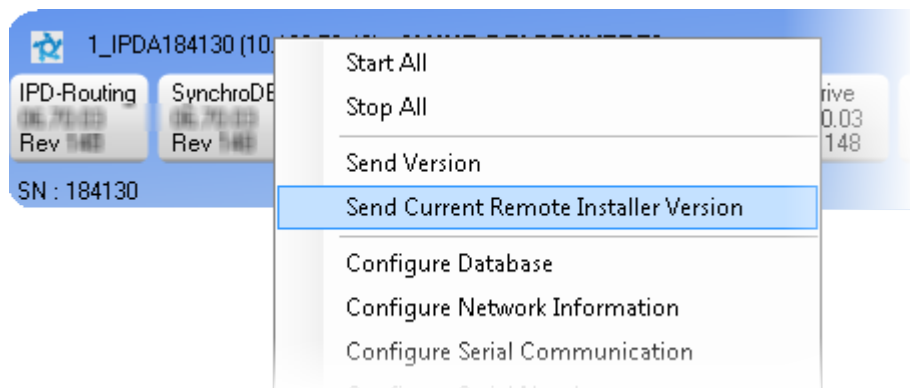 1_IPDA184130 (10.
IPD-Routing
Rev
SynchroDB
Rev
rive
0.03
148
SN : 184130
Start All
Stop All
Send Version
Send Current Remote Installer Version
Configure Database
Configure Network Information
Configure Serial Communication